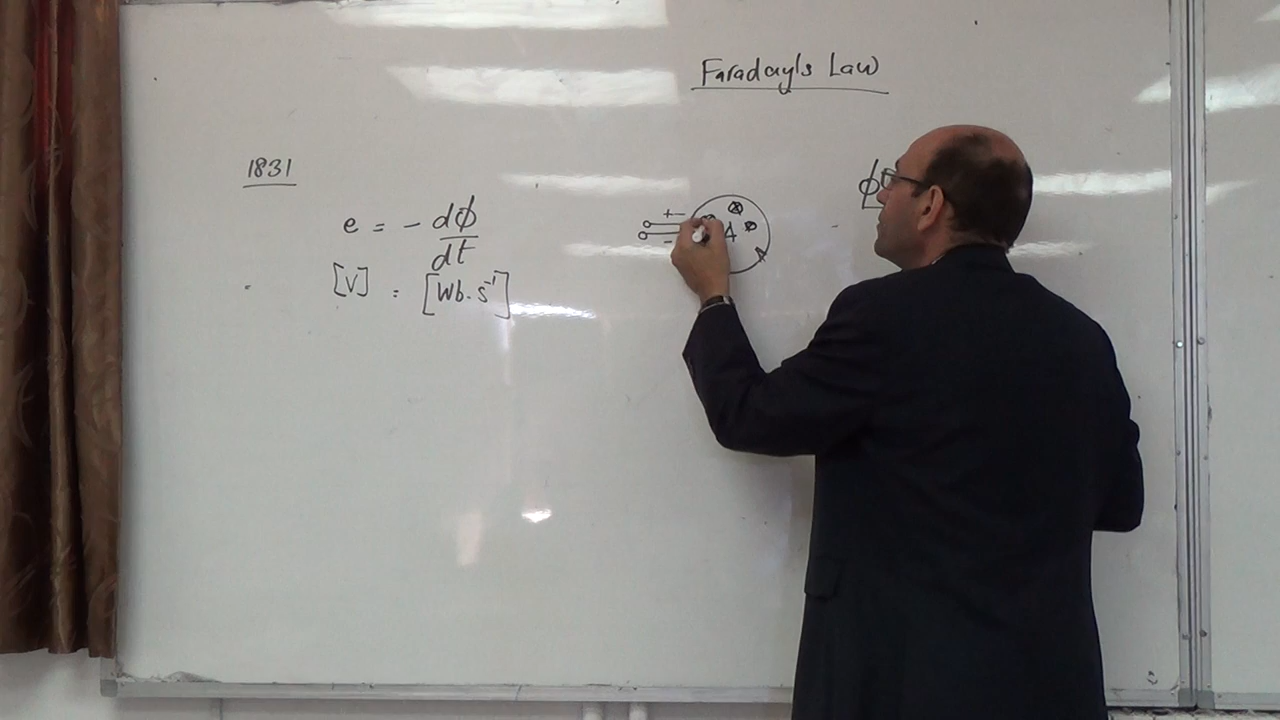 Faraday's Law
1831
e = - dϕ/dt
[V] = [Wb.s⁻¹]
+
-
A
ϕ